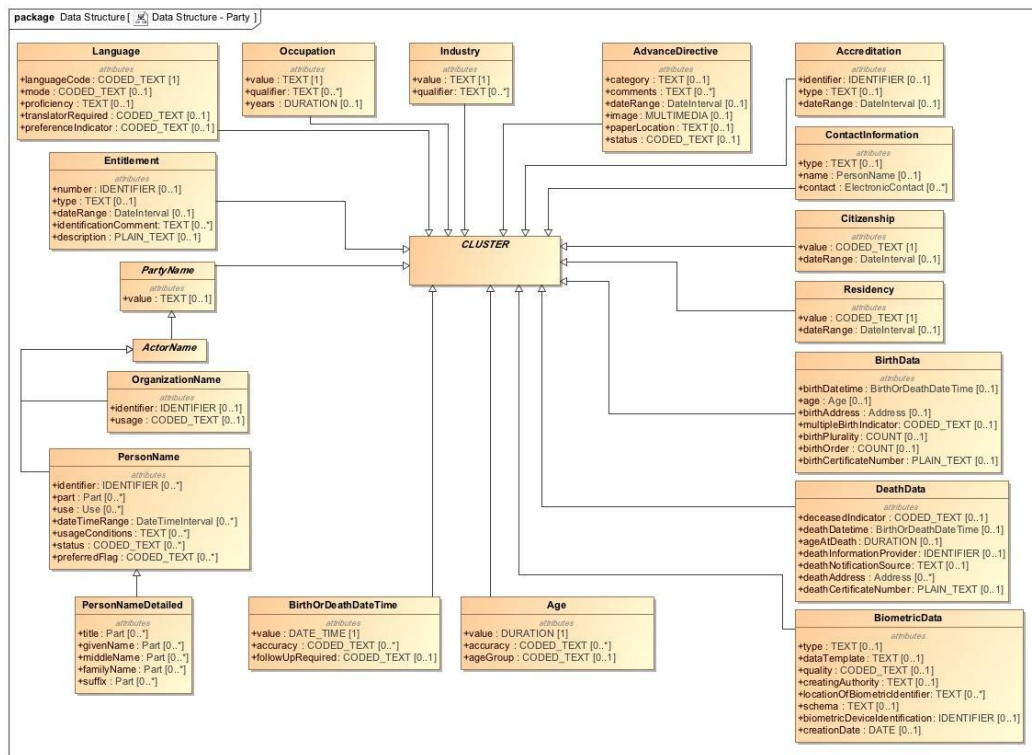 package Data Structure [ Data Structure - Party ]
Language
attributes
+languageCode : CODED_TEXT [1]
+mode : CODED_TEXT [0..1]
+proficiency : TEXT [0..1]
+translatorRequired : CODED_TEXT [0..1]
+preferenceIndicator : CODED_TEXT [0..1]
Occupation
attributes
+value : TEXT [1]
+qualifier : TEXT [0..*]
+years : DURATION [0..1]
Industry
attributes
+value : TEXT [1]
+qualifier : TEXT [0..*]
AdvanceDirective
attributes
+category : TEXT [0..1]
+comments : TEXT [0..*]
+dateRange : DateInterval [0..1]
+image : MULTIMEDIA [0..1]
+paperLocation : TEXT [0..1]
+status : CODED_TEXT [0..1]
Accreditation
attributes
+identifier : IDENTIFIER [0..1]
+type : TEXT [0..1]
+dateRange : DateInterval [0..1]
ContactInformation
attributes
+type : TEXT [0..1]
+name : PersonName [0..1]
+contact : ElectronicContact [0..*]
Entitlement
attributes
+number : IDENTIFIER [0..1]
+type : TEXT [0..1]
+dateRange : DateInterval [0..1]
+identificationComment : TEXT [0..*]
+description : PLAIN_TEXT [0..1]
CLUSTER
Citizenship
attributes
+value : CODED_TEXT [1]
+dateRange : DateInterval [0..1]
PartyName
attributes
+value : TEXT [0..1]
Residency
attributes
+value : CODED_TEXT [1]
+dateRange : DateInterval [0..1]
ActorName
OrganizationName
attributes
+identifier : IDENTIFIER [0..1]
+usage : CODED_TEXT [0..1]
BirthData
attributes
+birthDatetime : BirthOrDeathDateTime [0..1]
+age : Age [0..1]
+birthAddress : Address [0..1]
+multipleBirthIndicator : CODED_TEXT [0..1]
+birthPlurality : COUNT [0..1]
+birthOrder : COUNT [0..1]
+birthCertificateNumber : PLAIN_TEXT [0..1]
PersonName
attributes
+identifier : IDENTIFIER [0..*]
+part : Part [0..*]
+use : Use [0..*]
+dateTimeRange : DateTimeInterval [0..*]
+usageConditions : TEXT [0..*]
+status : CODED_TEXT [0..*]
+preferredFlag : CODED_TEXT [0..*]
DeathData
attributes
+deceasedIndicator : CODED_TEXT [0..1]
+deathDatetime : BirthOrDeathDateTime [0..1]
+ageAtDeath : DURATION [0..1]
+deathInformationProvider : IDENTIFIER [0..1]
+deathNotificationSource : TEXT [0..1]
+deathAddress : Address [0..*]
+deathCertificateNumber : PLAIN_TEXT [0..1]
PersonNameDetailed
attributes
+title : Part [0..*]
+givenName : Part [0..*]
+middleName : Part [0..*]
+familyName : Part [0..*]
+suffix : Part [0..*]
BirthOrDeathDateTime
attributes
+value : DATE_TIME [1]
+accuracy : CODED_TEXT [0..*]
+followUpRequired : CODED_TEXT [0..1]
Age
attributes
+value : DURATION [1]
+accuracy : CODED_TEXT [0..*]
+ageGroup : CODED_TEXT [0..1]
BiometricData
attributes
+type : TEXT [0..1]
+dataTemplate : TEXT [0..1]
+quality : CODED_TEXT [0..1]
+creatingAuthority : TEXT [0..1]
+locationOfBiometricIdentifier : TEXT [0..*]
+schema : TEXT [0..1]
+biometricDeviceIdentification : IDENTIFIER [0..1]
+creationDate : DATE [0..1]